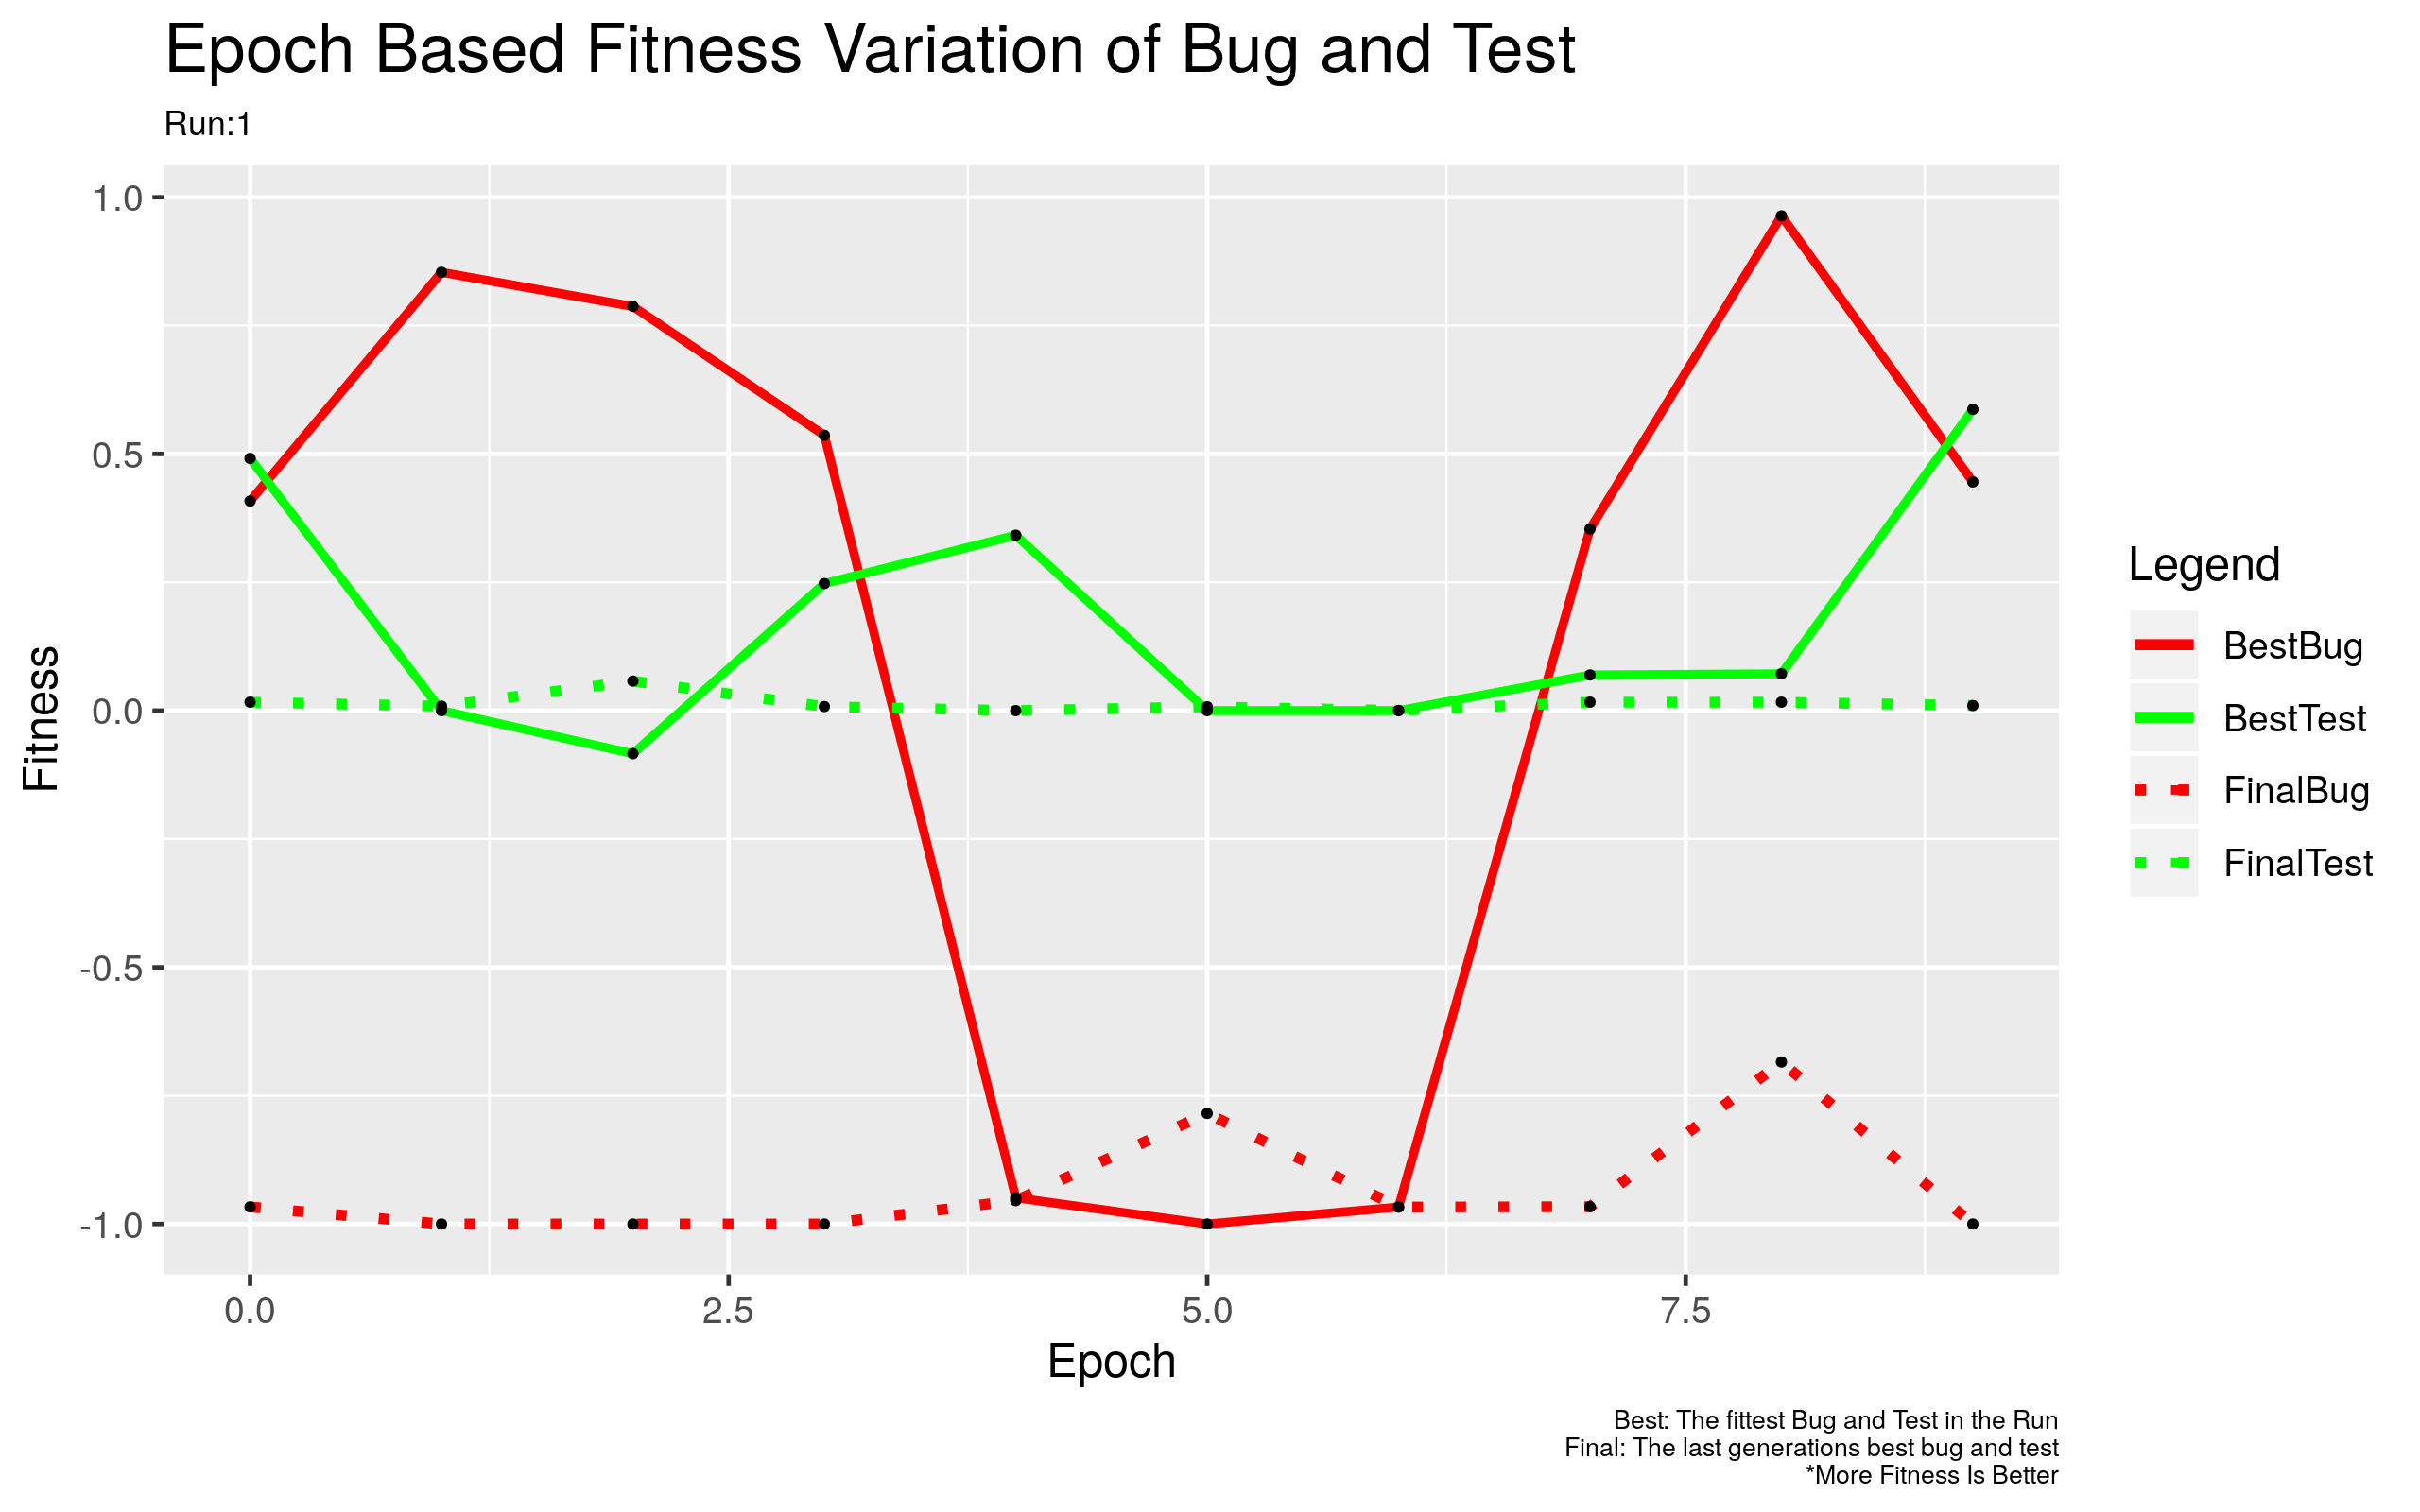 Epoch Based Fitness Variation of Bug and Test
Run:1
1.0
0.5
0.0
-0.5
-1.0
Fitness
0.0 2.5 5.0 7.5
Epoch
Legend
BestBug
BestTest
FinalBug
FinalTest
Best: The fittest Bug and Test in the Run
Final: The last generations best bug and test
*More Fitness Is Better